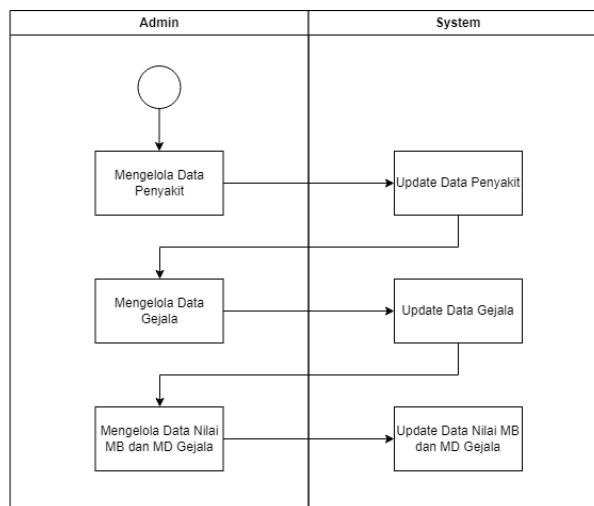 Admin
System
Mengelola Data
Penyakit
Update Data Penyakit
Mengelola Data
Gejala
Update Data Gejala
Mengelola Data Nilai
MB dan MD Gejala
Update Data Nilai MB
dan MD Gejala